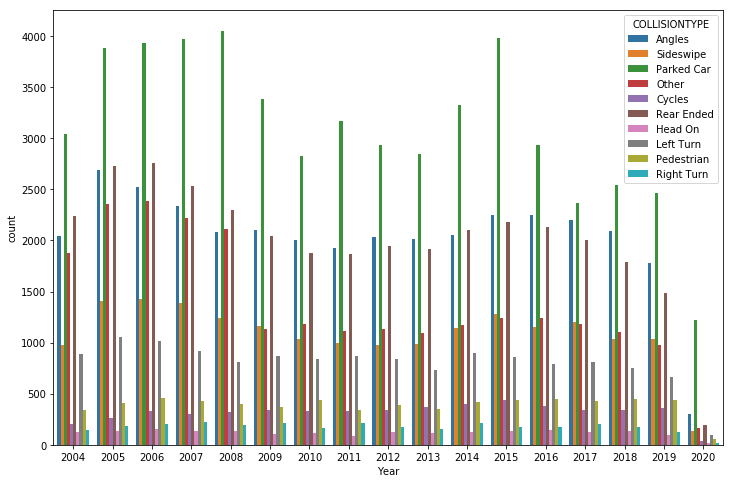 COLLISIONTYPE
Angles
Sideswipe
Parked Car
Other
Cycles
Rear Ended
Head On
Left Turn
Pedestrian
Right Turn
4000
3500
3000
2500
2000
1500
1000
500
0
count
2004 2005 2006 2007 2008 2009 2010 2011 2012 2013 2014 2015 2016 2017 2018 2019 2020
Year